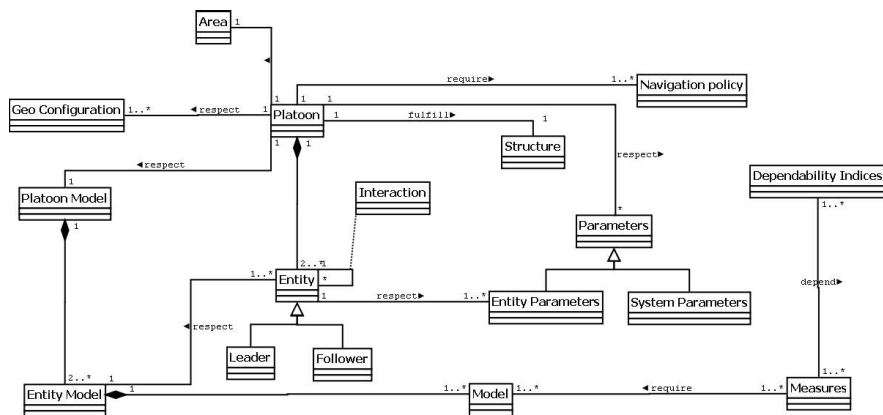 Area
1
◄
1
1
1
1
require►
1..*
Navigation policy
Geo Configuration
1..*
◄respect
1
Platoon
1
fulfill►
1
Structure
1
1
◄respect
respect►
1
Platoon Model
1
Interaction
*
Parameters
Dependability Indices
1..*
2..*
1
1..*
Entity
*
1
respect►
1..*
Entity Parameters
System Parameters
depend►
◄respect
Leader
Follower
2..*
1
Entity Model
1
1..*
Model
1..*
◄require
1..*
1..*
Measures